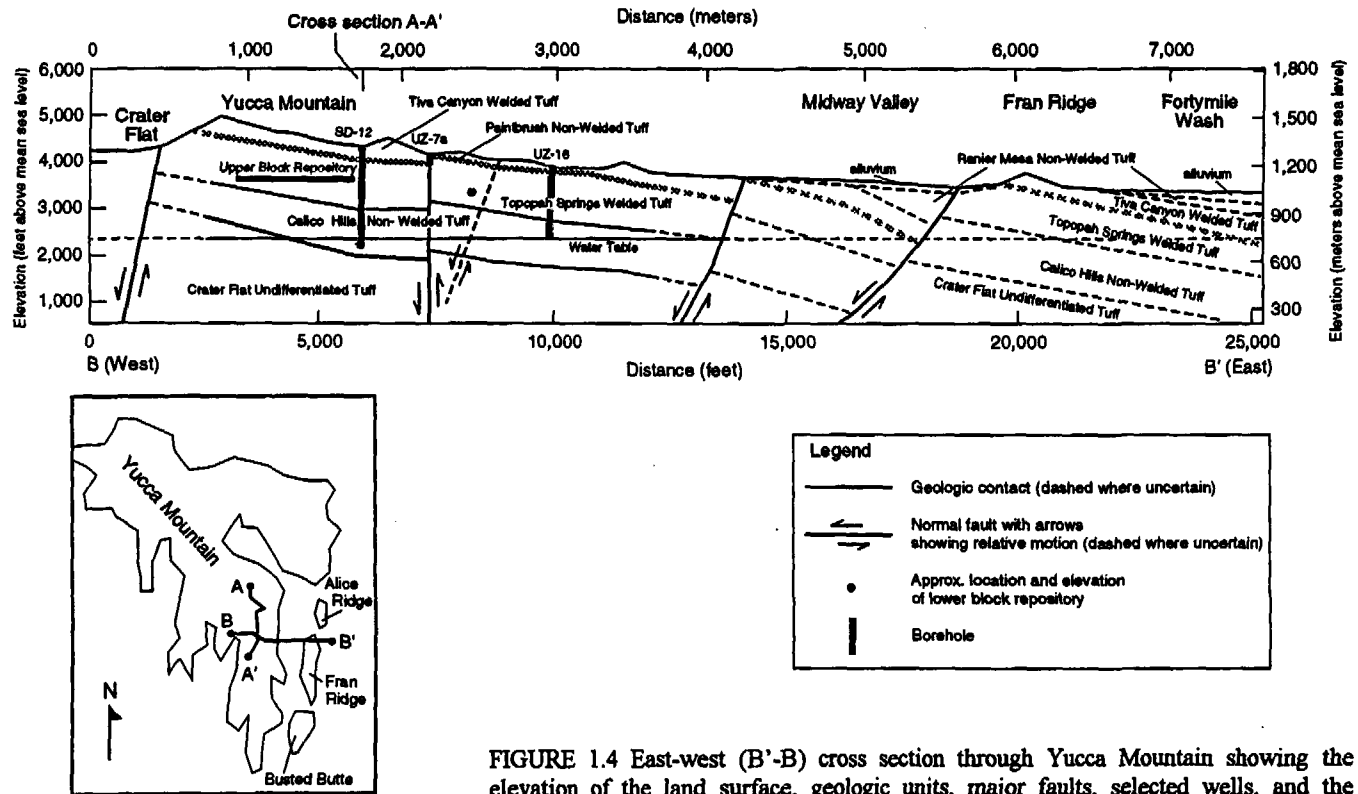 Cross section A-A'
Distance (meters)
0 1,000 2,000 3,000 4,000 5,000 6,000 7,000
Elevation (feet above mean sea level)
6,000
5,000
4,000
3,000
2,000
1,000
1,800
1,500
1,200
900
600
300
Elevation (meters above mean sea level)
Crater
Flat
Yucca Mountain
Midway Valley
Fran Ridge
Fortymile
Wash
Tiva Canyon Welded Tuff
Paintbrush Non-Welded Tuff
SD-12
UZ-7a
UZ-16
alluvium
Ranier Mesa Non-Welded Tuff
alluvium
Upper Block Repository
Topopah Springs Welded Tuff
Calico Hills Non-Welded Tuff
Water Table
Crater Flat Undifferentiated Tuff
Tiva Canyon Welded Tuff
Topopah Springs Welded Tuff
Calico Hills Non-Welded Tuff
Crater Flat Undifferentiated Tuff
0 5,000 10,000 15,000 20,000 25,000
B (West)
Distance (feet)
B' (East)
Yucca Mountain
A
Alice
Ridge
B
B'
A'
Fran
Ridge
N
Busted Butte
Legend
Geologic contact (dashed where uncertain)
Normal fault with arrows
showing relative motion (dashed where uncertain)
Approx. location and elevation
of lower block repository
Borehole
FIGURE 1.4 East-west (B'-B) cross section through Yucca Mountain showing the
elevation of the land surface, geologic units, major faults, selected wells, and the